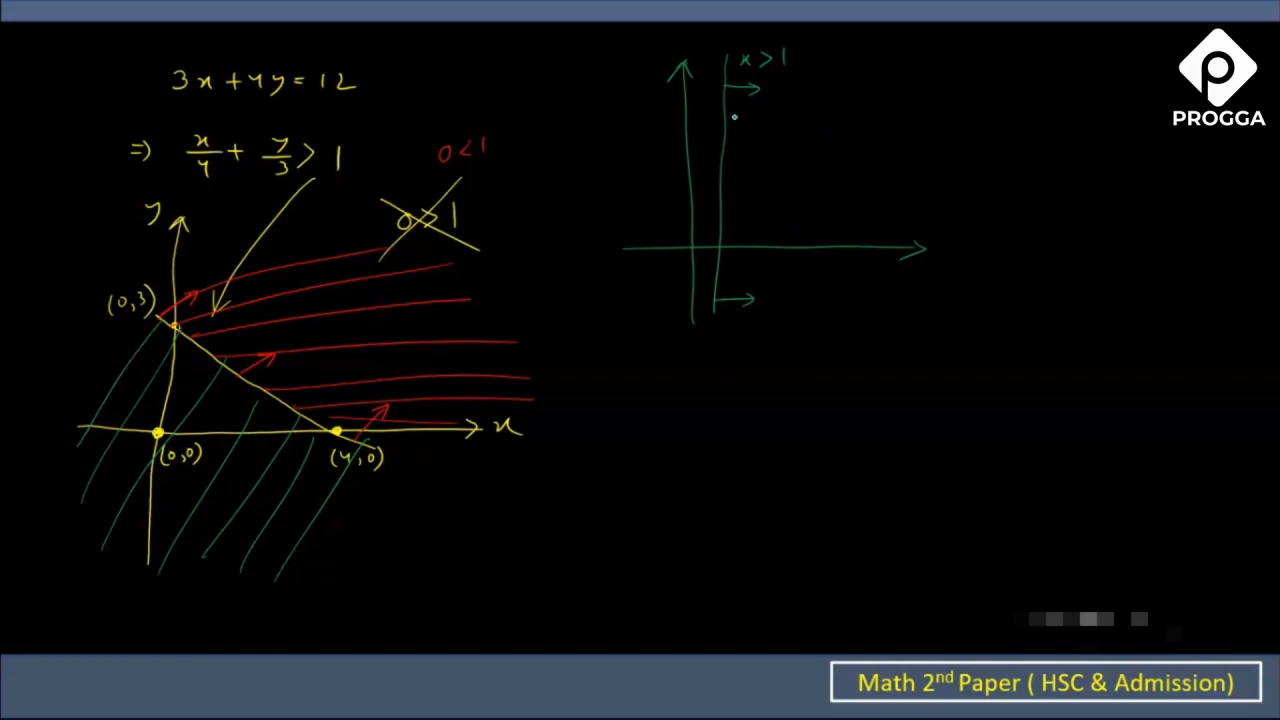 3x + 4y = 12
⇒ x/4 + y/3 > 1
0 < 1
0 > 1
y
(0,3)
x
(0,0)
(4,0)
x > 1
PROGGA
Math 2nd Paper ( HSC & Admission)